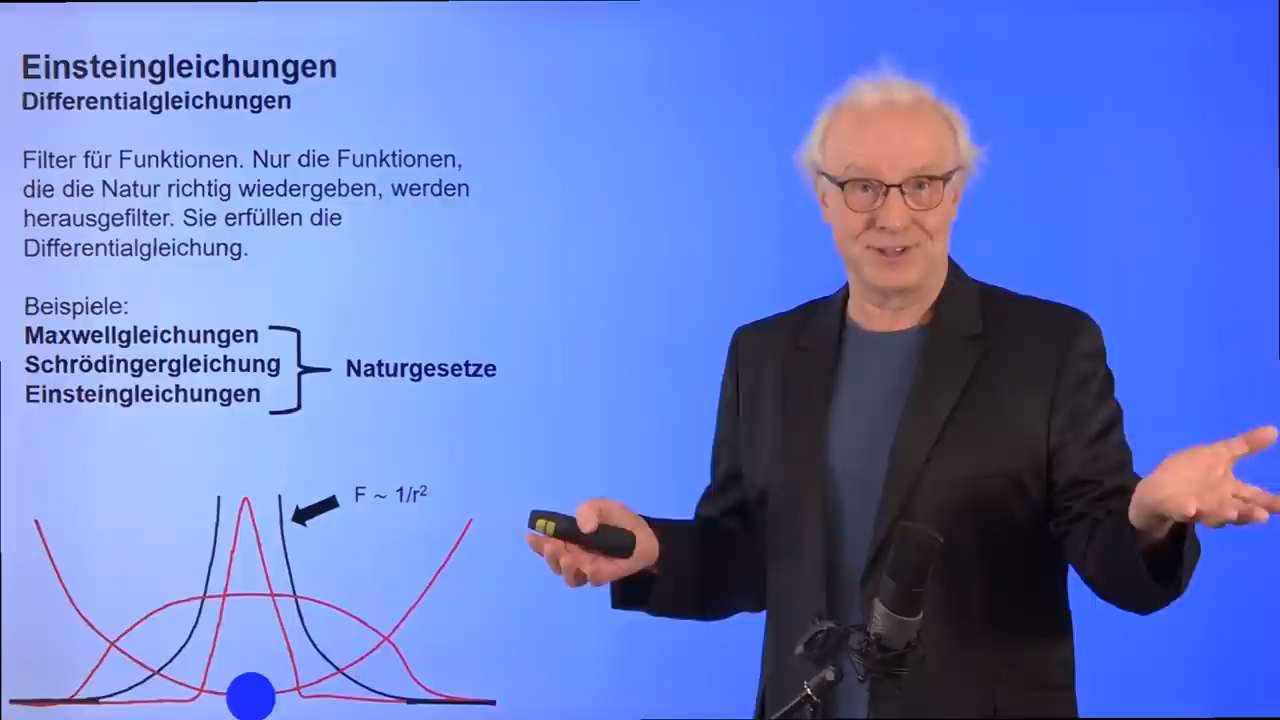 Einsteingleichungen
Differentialgleichungen
Filter für Funktionen. Nur die Funktionen,
die die Natur richtig wiedergeben, werden
herausgefilter. Sie erfüllen die
Differentialgleichung.
Beispiele:
Maxwellgleichungen
Schrödingergleichung
Einsteingleichungen
Naturgesetze
F ~ 1/r²